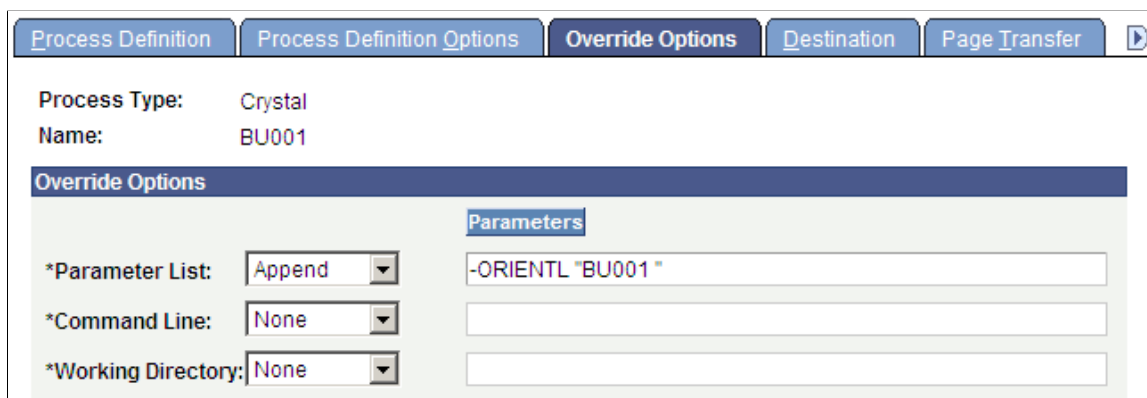 Process Definition Process Definition Options Override Options Destination Page Transfer
Process Type: Crystal
Name: BU001
Override Options
Parameters
*Parameter List: Append -ORIENTL "BU001 "
*Command Line: None
*Working Directory: None